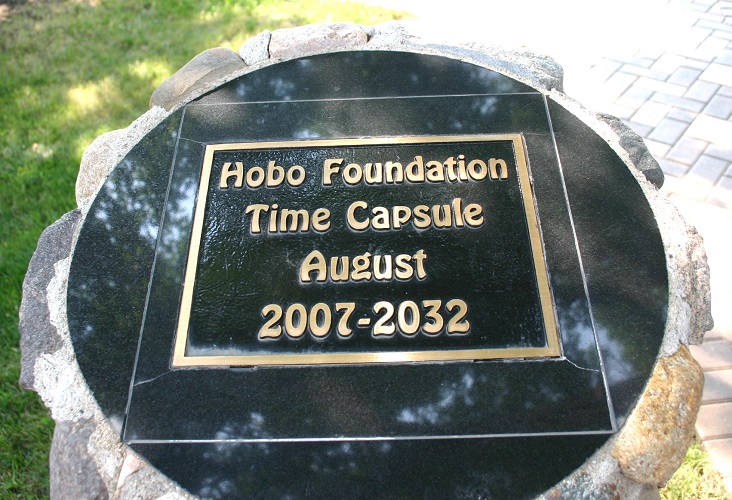 Hobo Foundation
Time Capsule
August
2007-2032